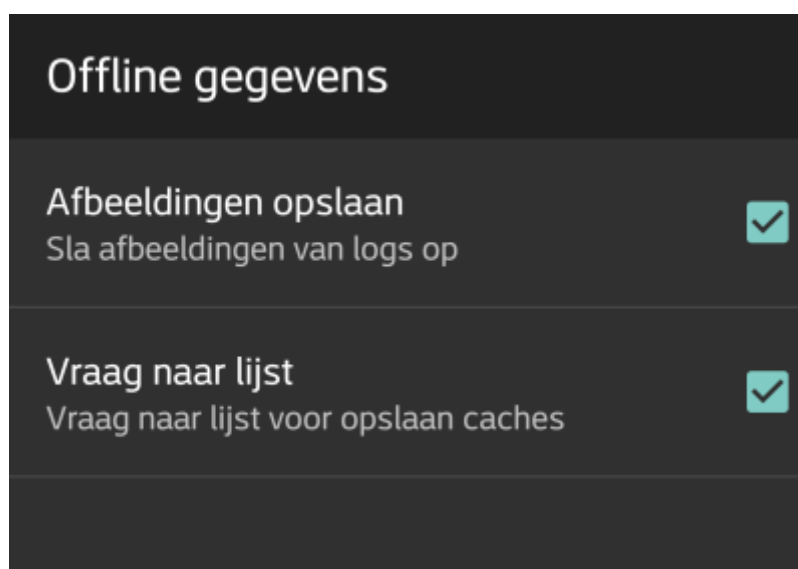 Offline gegevens
Afbeeldingen opslaan
Sla afbeeldingen van logs op
Vraag naar lijst
Vraag naar lijst voor opslaan caches